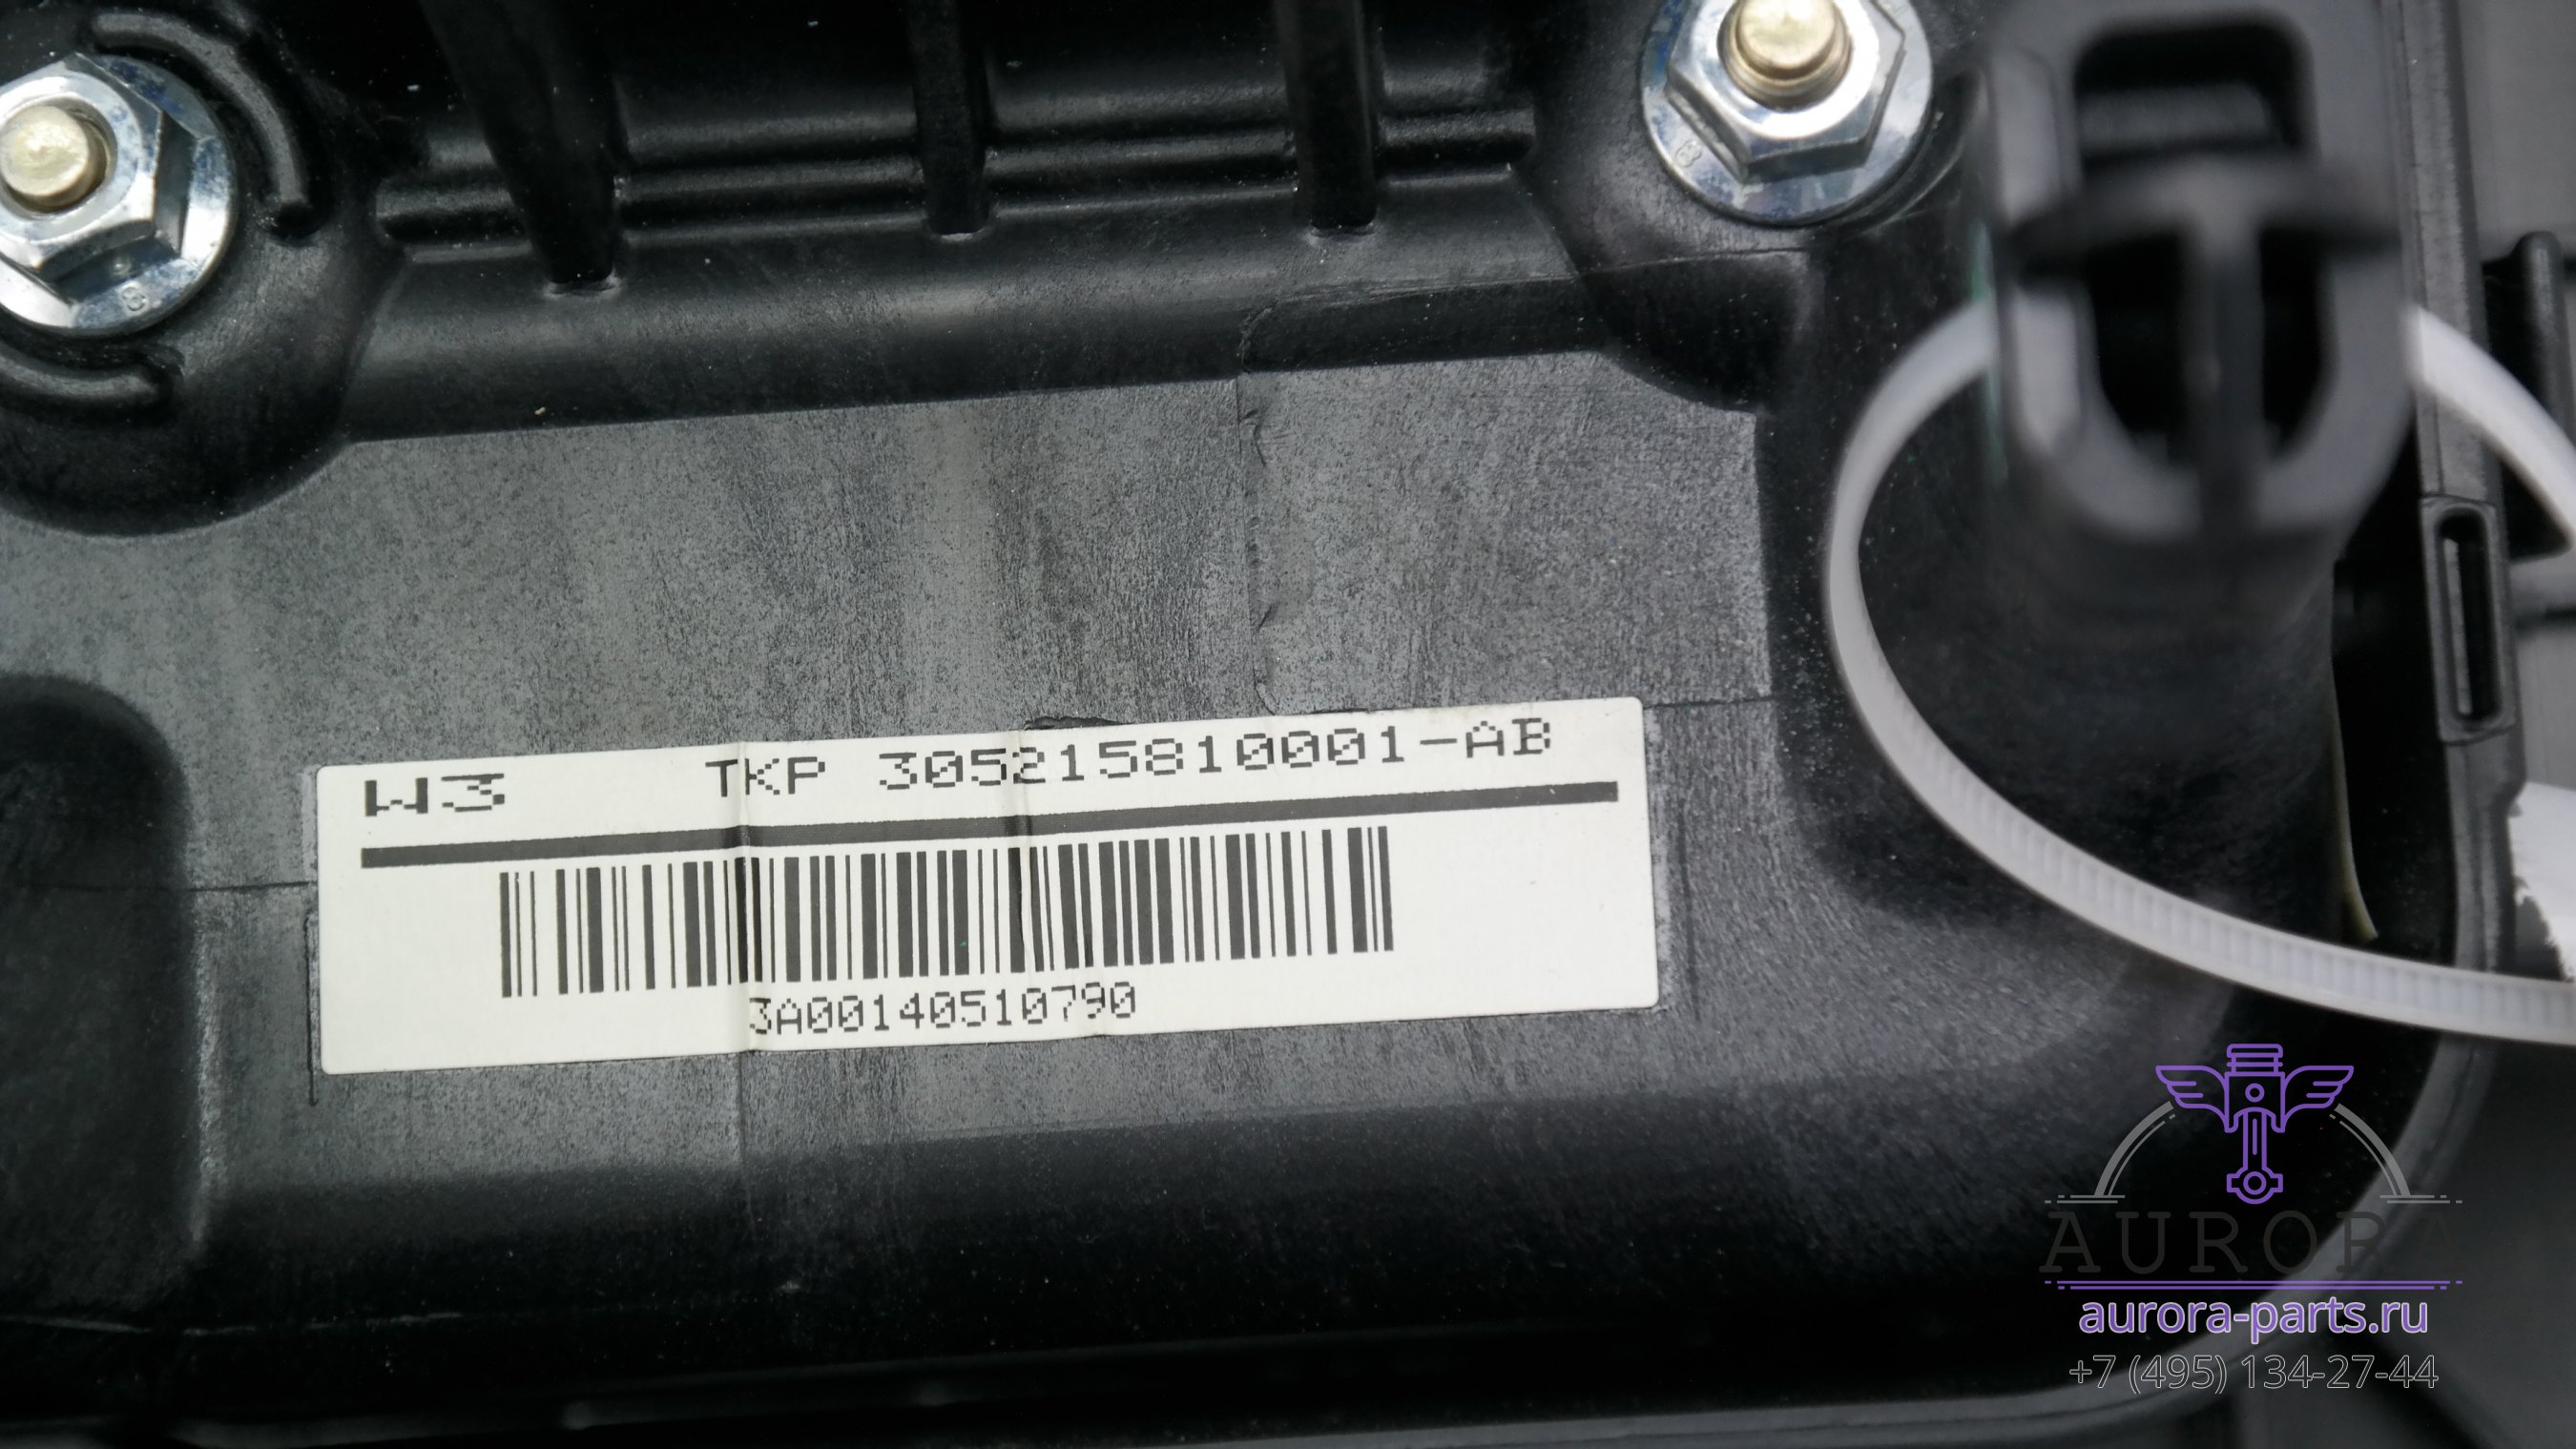 W3 TKP 305215810001-AB
3A00140510790
AURORA
aurora-parts.ru
+7 (495) 134-27-44